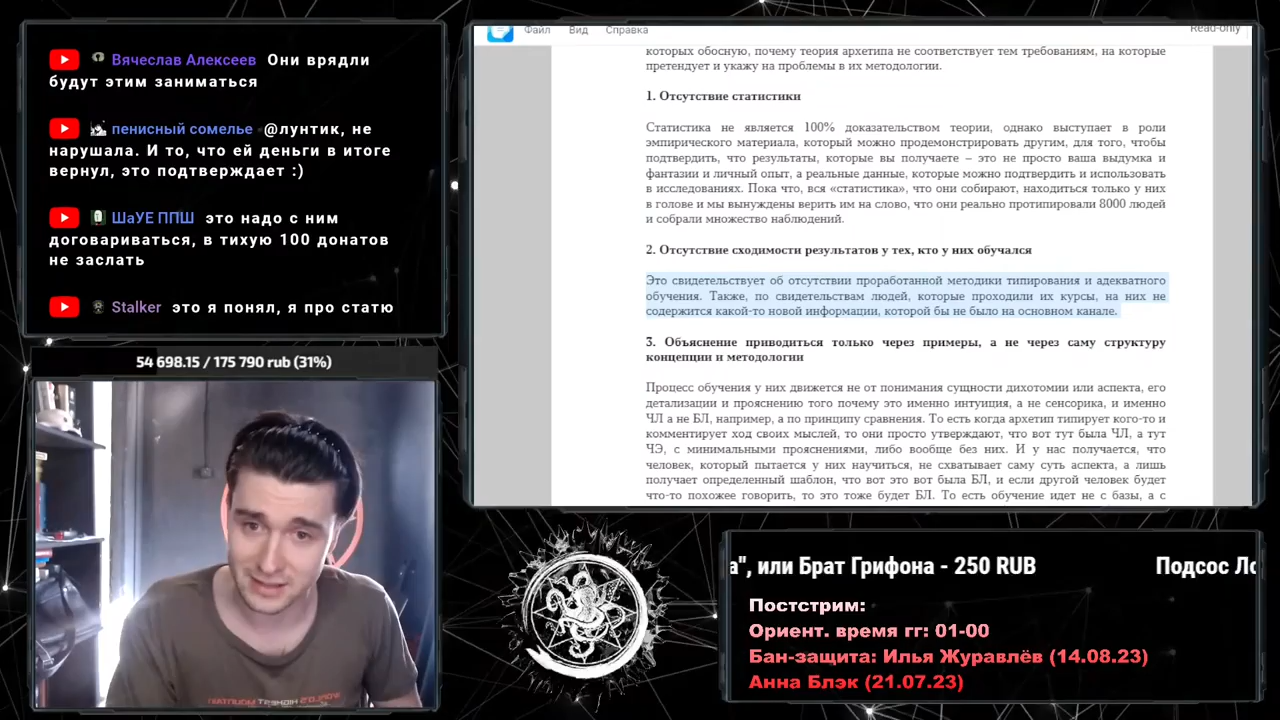 Вячеслав Алексеев Они врядли
будут этим заниматься
пенисный сомелье @лунтик, не
нарушала. И то, что ей деньги в итоге
вернул, это подтверждает :)
ШаУЕ ППШ это надо с ним
договариваться, в тихую 100 донатов
не заслать
Stalker это я понял, я про статю
54 698.15 / 175 790 rub (31%)
Файл Вид Справка Read-only
которых обосную, почему теория архетипа не соответствует тем требованиям, на которые
претендует и укажу на проблемы в их методологии.
1. Отсутствие статистики
Статистика не является 100% доказательством теории, однако выступает в роли
эмпирического материала, который можно продемонстрировать другим, для того, чтобы
подтвердить, что результаты, которые вы получаете – это не просто ваша выдумка и
фантазии и личный опыт, а реальные данные, которые можно подтвердить и использовать
в исследованиях. Пока что, вся «статистика», что они собирают, находиться только у них
в голове и мы вынуждены верить им на слово, что они реально протипировали 8000 людей
и собрали множество наблюдений.
2. Отсутствие сходимости результатов у тех, кто у них обучался
Это свидетельствует об отсутствии проработанной методики типирования и адекватного
обучения. Также, по свидетельствам людей, которые проходили их курсы, на них не
содержится какой-то новой информации, которой бы не было на основном канале.
3. Объяснение приводиться только через примеры, а не через саму структуру
концепции и методологии
Процесс обучения у них движется не от понимания сущности дихотомии или аспекта, его
детализации и прояснению того почему это именно интуиция, а не сенсорика, и именно
ЧЛ а не БЛ, например, а по принципу сравнения. То есть когда архетип типирует кого-то и
комментирует ход своих мыслей, то они просто утверждают, что вот тут была ЧЛ, а тут
ЧЭ, с минимальными прояснениями, либо вообще без них. И у нас получается, что
человек, который пытается у них научиться, не схватывает саму суть аспекта, а лишь
получает определенный шаблон, что вот это вот была БЛ, и если другой человек будет
что-то похожее говорить, то это тоже будет БЛ. То есть обучение идет не с базы, а с
а", или Брат Грифона - 250 RUB Подсос Ло
Постстрим:
Ориент. время гг: 01-00
Бан-защита: Илья Журавлёв (14.08.23)
Анна Блэк (21.07.23)